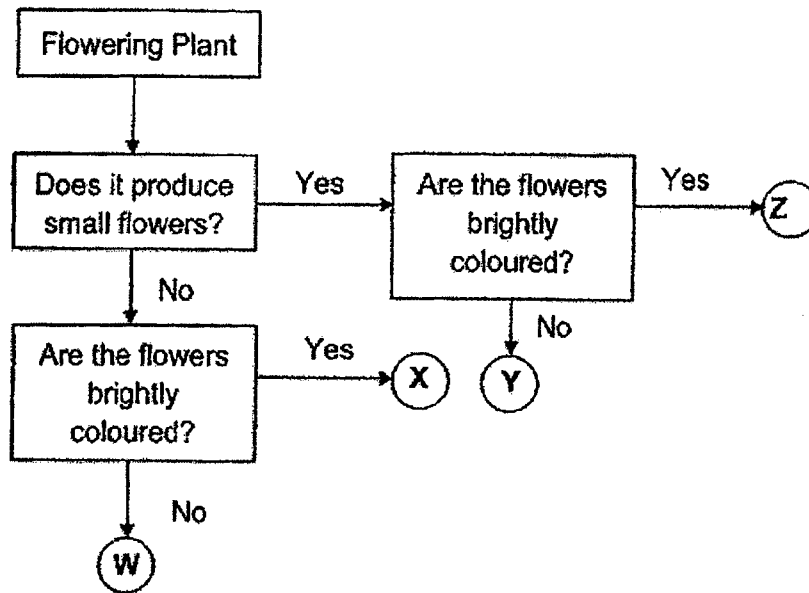 Flowering Plant
Does it produce
small flowers?
Yes
Are the flowers
brightly
coloured?
Yes
Z
No
No
Are the flowers
brightly
coloured?
Yes
X
Y
No
W